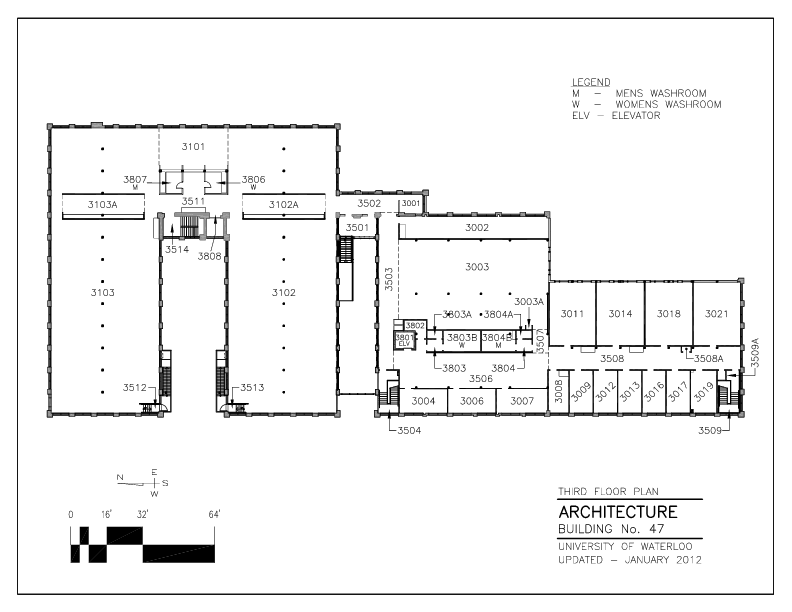 LEGEND
M – MENS WASHROOM
W – WOMENS WASHROOM
ELV – ELEVATOR
3101
3807
M
3806
W
3103A
3511
3102A
3502
3001
3501
3514
3808
3002
3503
3003
3103
3102
3003A
3011
3014
3018
3021
3803A
3804A
3802
3801
ELV
3803B
W
3804B
M
3507
3508
3508A
3509A
3803
3804
3506
3512
3513
3004
3006
3007
3008
3009
3012
3013
3016
3017
3019
3504
3509
N
E
S
W
0 16' 32' 64'
THIRD FLOOR PLAN
ARCHITECTURE
BUILDING No. 47
UNIVERSITY OF WATERLOO
UPDATED – JANUARY 2012